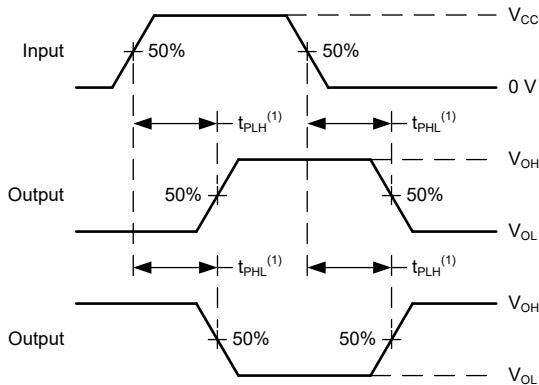 V_CC
Input 50% 50%
0 V
t_PLH^(1) t_PHL^(1)
V_OH
Output 50% 50%
V_OL
t_PHL^(1) t_PLH^(1)
V_OH
Output 50% 50%
V_OL